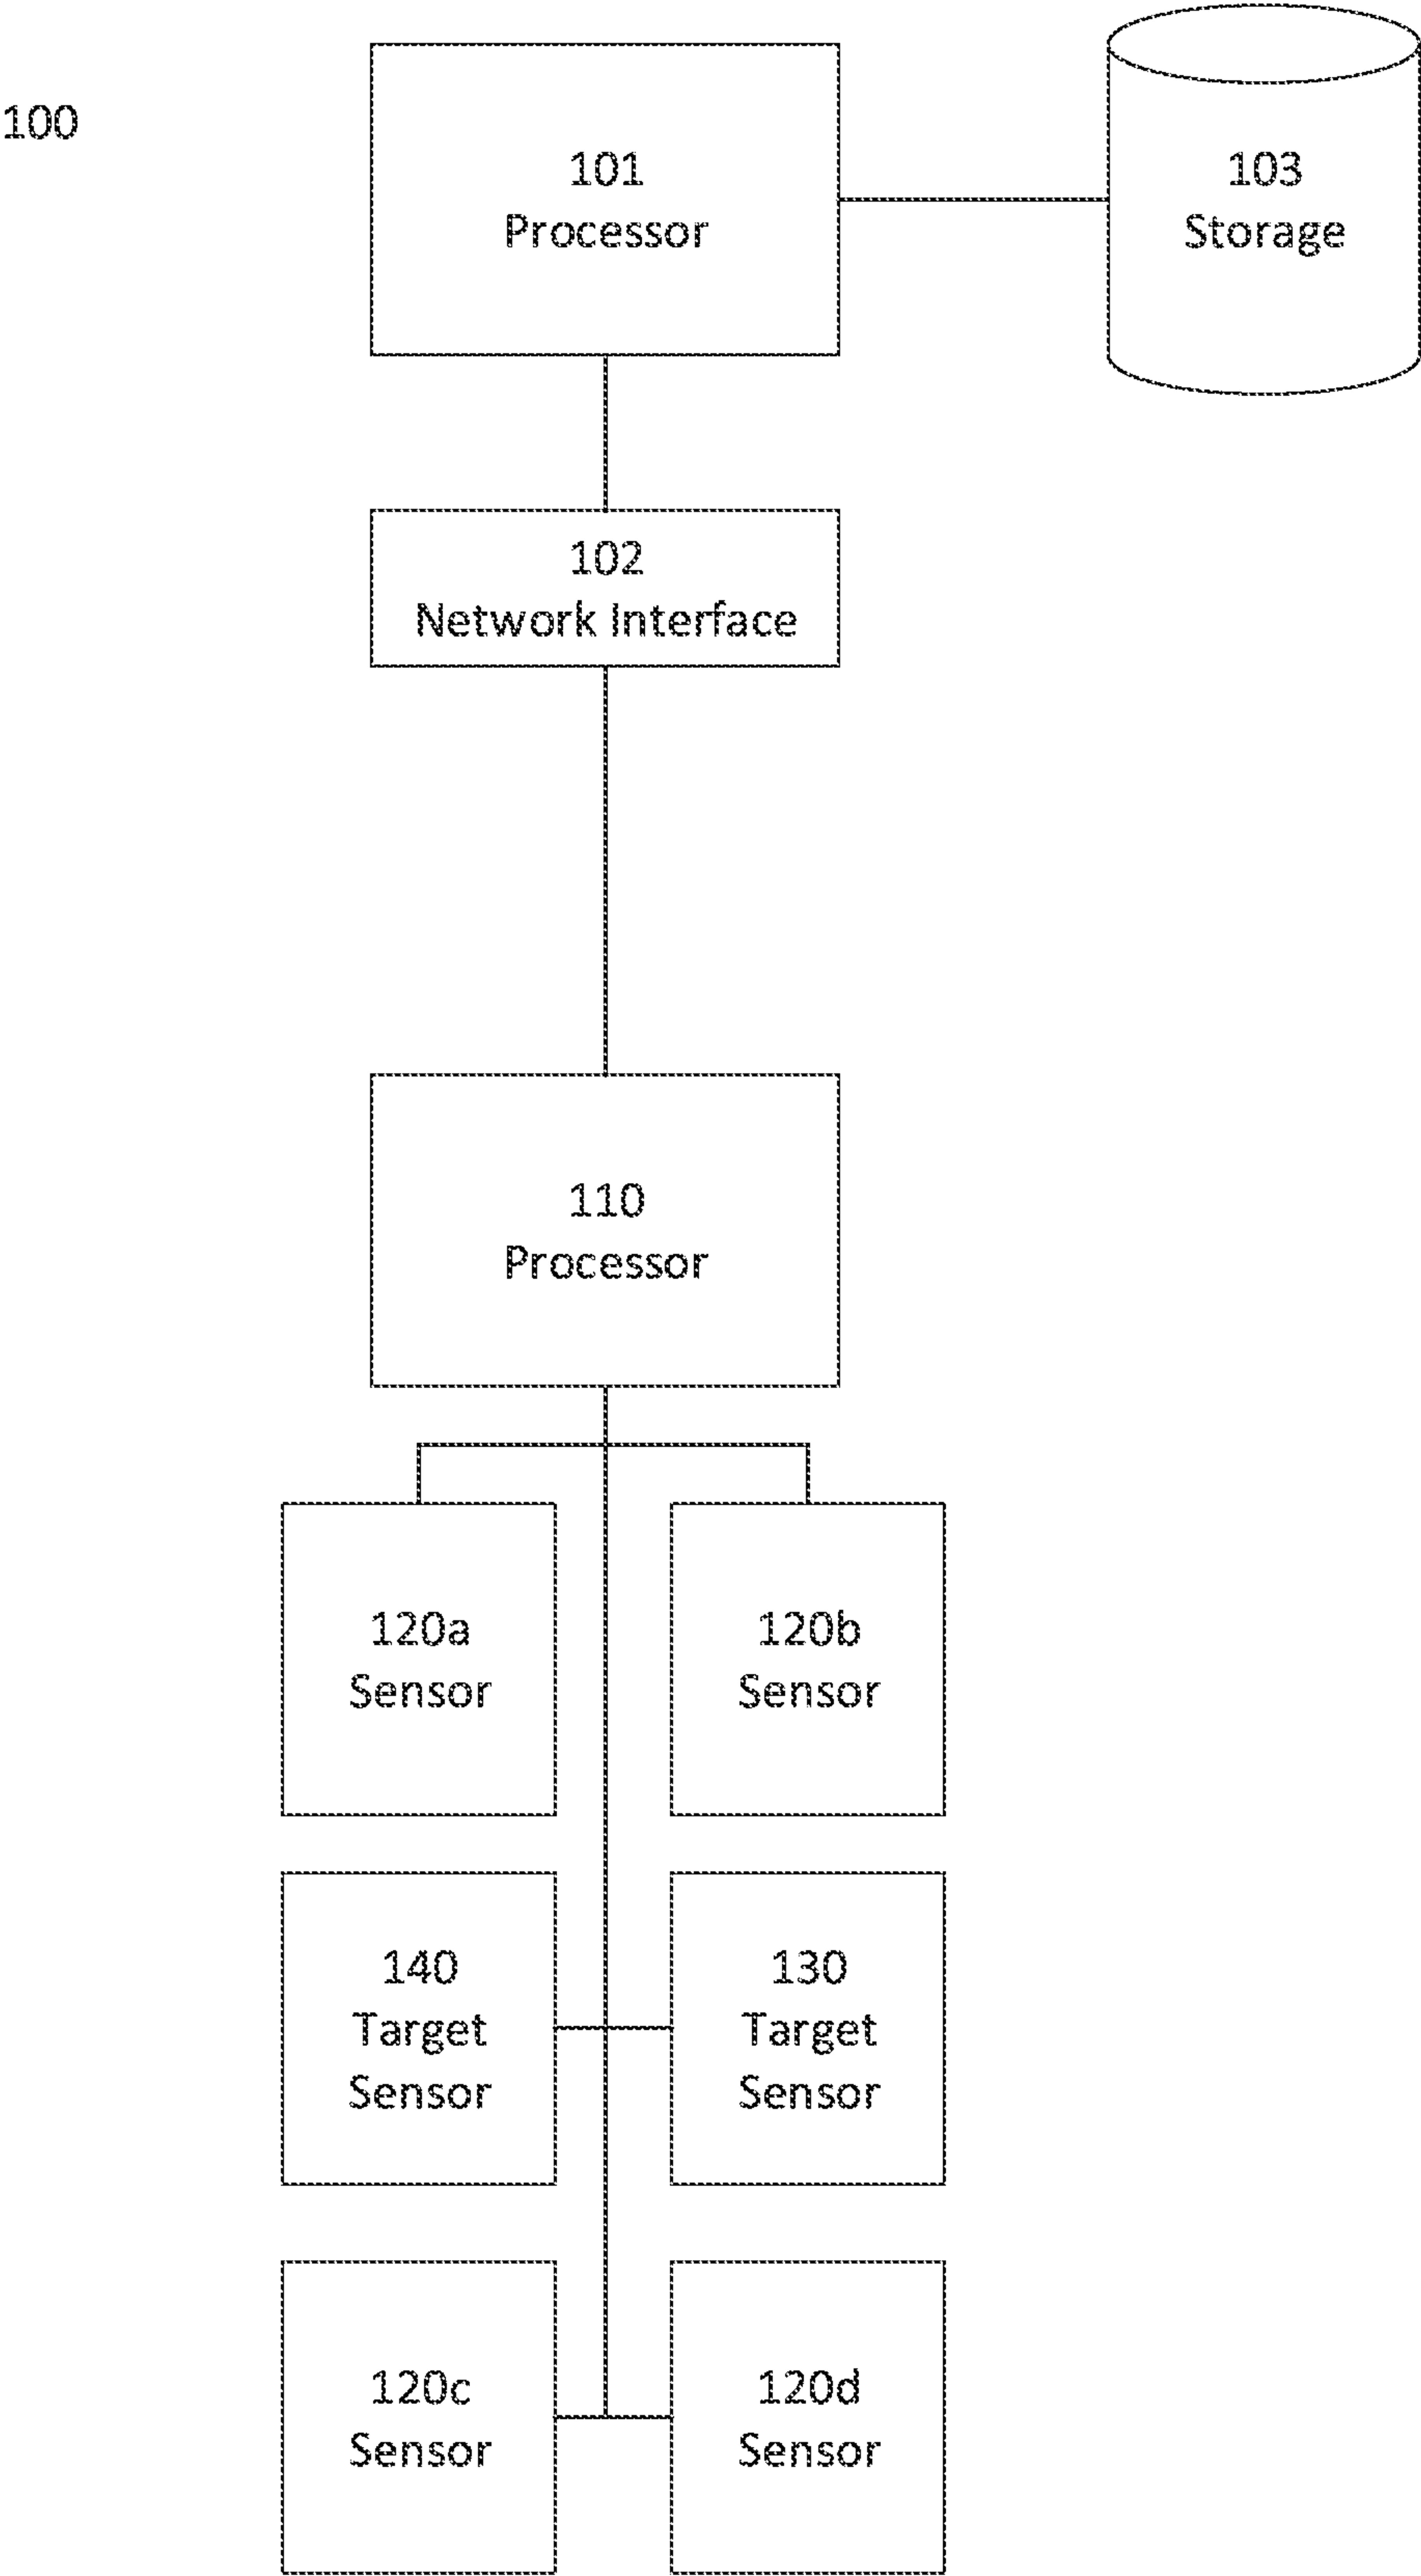 100
101
Processor
103
Storage
102
Network Interface
110
Processor
120a
Sensor
120b
Sensor
140
Target
Sensor
130
Target
Sensor
120c
Sensor
120d
Sensor